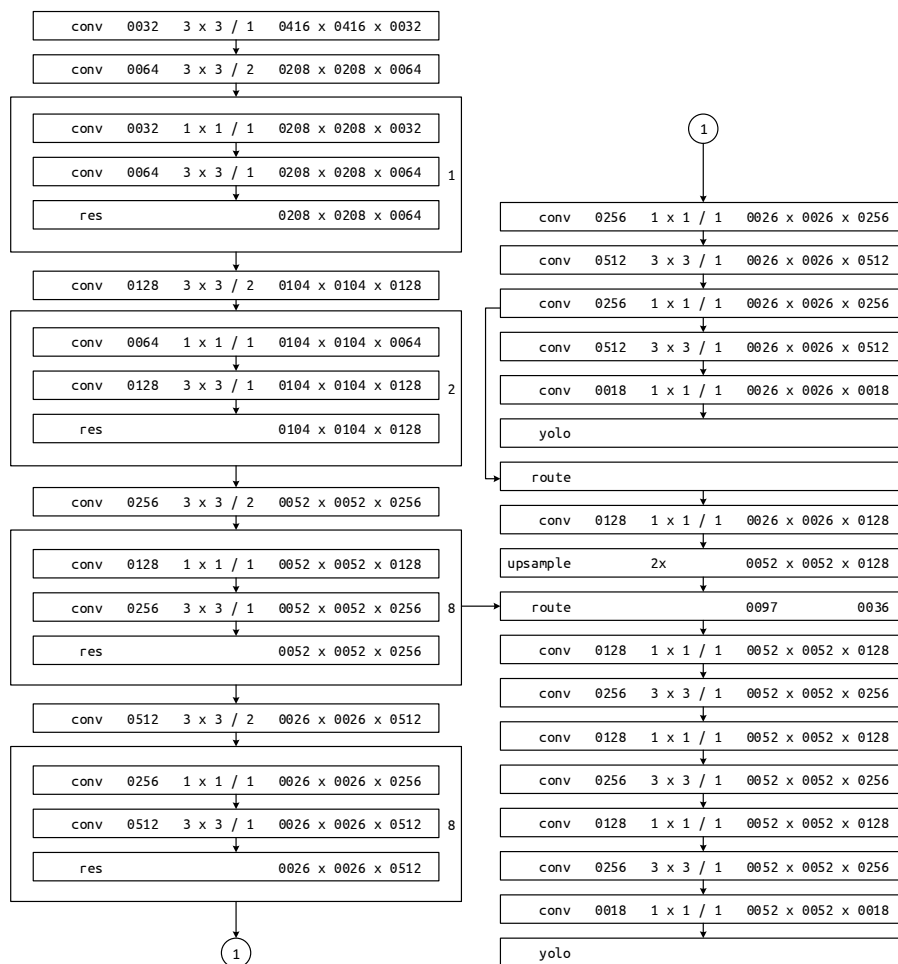 conv 0032 3 x 3 / 1 0416 x 0416 x 0032
conv 0064 3 x 3 / 2 0208 x 0208 x 0064
conv 0032 1 x 1 / 1 0208 x 0208 x 0032
conv 0064 3 x 3 / 1 0208 x 0208 x 0064
1
res 0208 x 0208 x 0064
conv 0128 3 x 3 / 2 0104 x 0104 x 0128
conv 0064 1 x 1 / 1 0104 x 0104 x 0064
conv 0128 3 x 3 / 1 0104 x 0104 x 0128
2
res 0104 x 0104 x 0128
conv 0256 3 x 3 / 2 0052 x 0052 x 0256
conv 0128 1 x 1 / 1 0052 x 0052 x 0128
conv 0256 3 x 3 / 1 0052 x 0052 x 0256
8
res 0052 x 0052 x 0256
conv 0512 3 x 3 / 2 0026 x 0026 x 0512
conv 0256 1 x 1 / 1 0026 x 0026 x 0256
conv 0512 3 x 3 / 1 0026 x 0026 x 0512
8
res 0026 x 0026 x 0512
1
1
conv 0256 1 x 1 / 1 0026 x 0026 x 0256
conv 0512 3 x 3 / 1 0026 x 0026 x 0512
conv 0256 1 x 1 / 1 0026 x 0026 x 0256
conv 0512 3 x 3 / 1 0026 x 0026 x 0512
conv 0018 1 x 1 / 1 0026 x 0026 x 0018
yolo
route
conv 0128 1 x 1 / 1 0026 x 0026 x 0128
upsample 2x 0052 x 0052 x 0128
route 0097 0036
conv 0128 1 x 1 / 1 0052 x 0052 x 0128
conv 0256 3 x 3 / 1 0052 x 0052 x 0256
conv 0128 1 x 1 / 1 0052 x 0052 x 0128
conv 0256 3 x 3 / 1 0052 x 0052 x 0256
conv 0128 1 x 1 / 1 0052 x 0052 x 0128
conv 0256 3 x 3 / 1 0052 x 0052 x 0256
conv 0018 1 x 1 / 1 0052 x 0052 x 0018
yolo